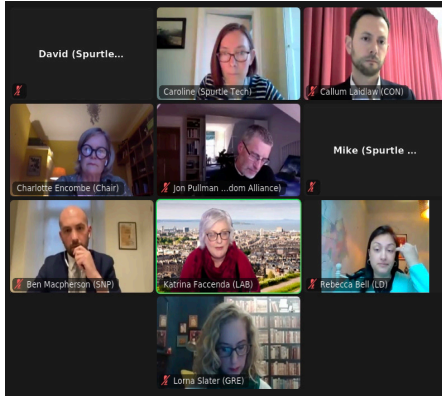 David (Spurtle...
Caroline (Spurtle Tech)
Callum Laidlaw (CON)
Charlotte Encombe (Chair)
Jon Pullman ...dom Alliance)
Mike (Spurtle ...
Ben Macpherson (SNP)
Katrina Faccenda (LAB)
Rebecca Bell (LD)
Lorna Slater (GRE)